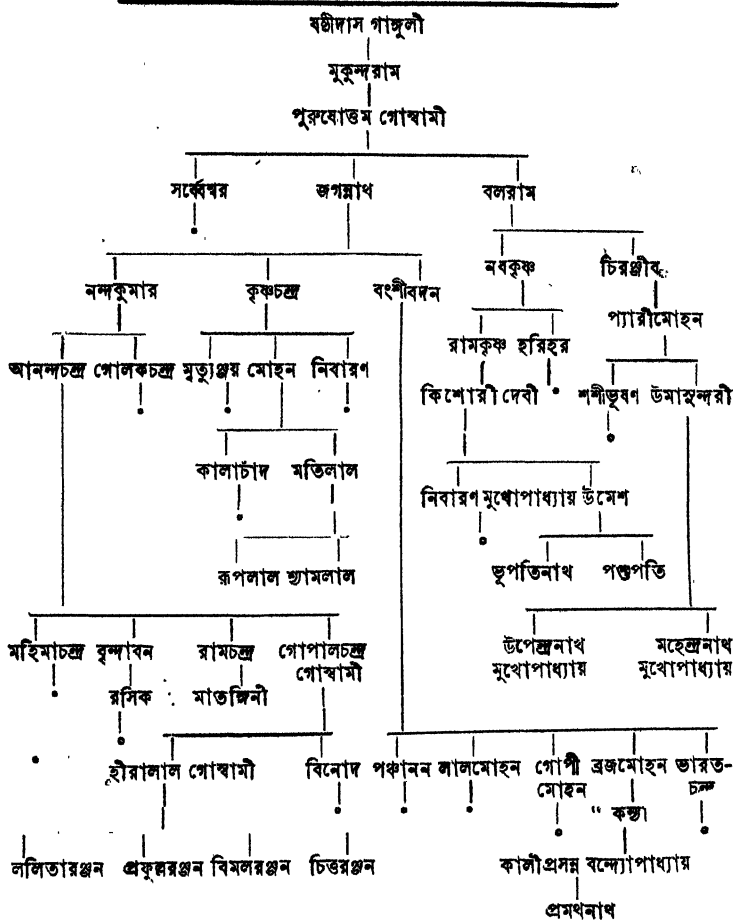 ষষ্ঠীদাস গাঙ্গুলী
মুকুন্দরাম
পুরুষোত্তম গোস্বামী
সর্ব্বেশ্বর জগন্নাথ বলরাম
নবকৃষ্ণ চিরঞ্জীব
নন্দকুমার কৃষ্ণচন্দ্র বংশীবদন
প্যারীমোহন
রামকৃষ্ণ হরিহর
আনন্দচন্দ্র গোলকচন্দ্র মৃত্যুঞ্জয় মোহন নিবারণ
কিশোরী দেবী শশীভূষণ উমাসুন্দরী
কালাচাঁদ মতিলাল
নিবারণ মুখোপাধ্যায় উমেশ
রূপলাল শ্যামলাল
ভূপতিনাথ পশুপতি
মহিমাচন্দ্র বৃন্দাবন রামচন্দ্র গোপালচন্দ্র
গোস্বামী
উপেন্দ্রনাথ মহেন্দ্রনাথ
মুখোপাধ্যায় মুখোপাধ্যায়
রসিক মাতঙ্গিনী
হীরালাল গোস্বামী বিনোদ পঞ্চানন লালমোহন গোপী ব্রজমোহন ভারত-
মোহন চন্দ্র
" কন্যা
ললিতারঞ্জন প্রফুল্লরঞ্জন বিমলরঞ্জন চিত্তরঞ্জন
কালীপ্রসন্ন বন্দ্যোপাধ্যায়
প্রমথনাথ